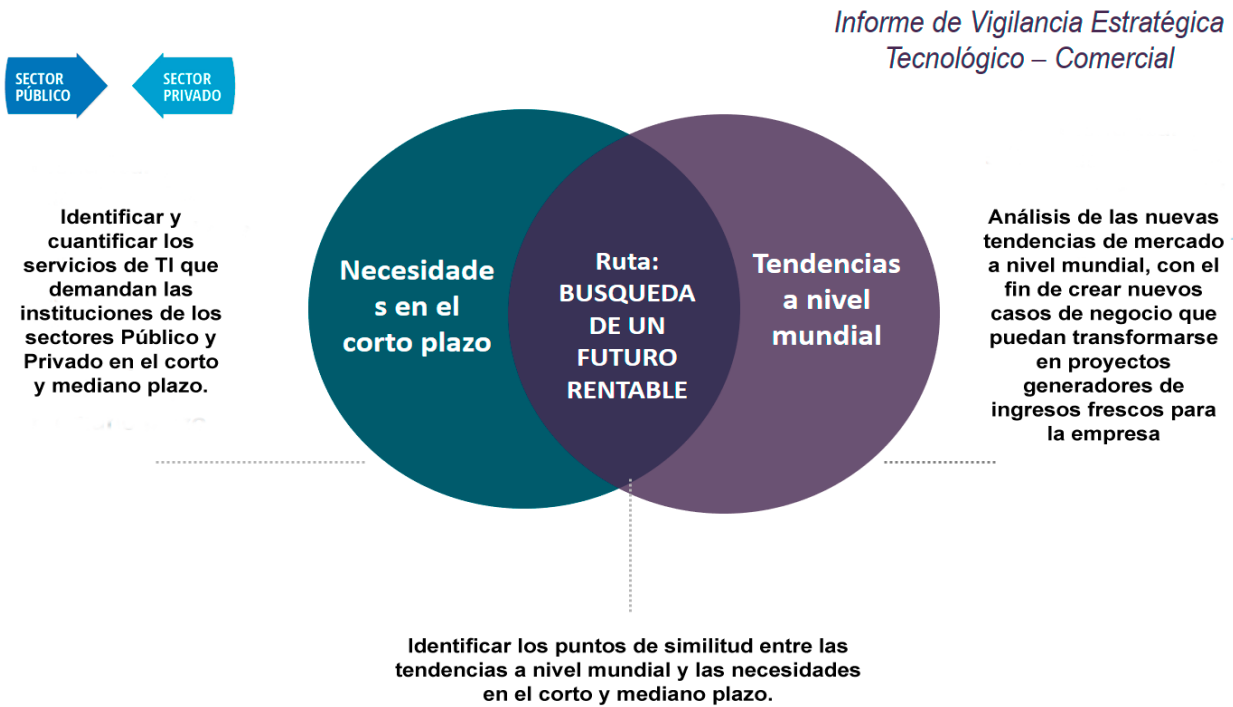 Informe de Vigilancia Estratégica
Tecnológico – Comercial
SECTOR
PÚBLICO
SECTOR
PRIVADO
Identificar y
cuantificar los
servicios de TI que
demandan las
instituciones de los
sectores Público y
Privado en el corto
y mediano plazo.
Necesidade
s en el
corto plazo
Ruta:
BUSQUEDA
DE UN
FUTURO
RENTABLE
Tendencias
a nivel
mundial
Análisis de las nuevas
tendencias de mercado
a nivel mundial, con el
fin de crear nuevos
casos de negocio que
puedan transformarse
en proyectos
generadores de
ingresos frescos para
la empresa
Identificar los puntos de similitud entre las
tendencias a nivel mundial y las necesidades
en el corto y mediano plazo.